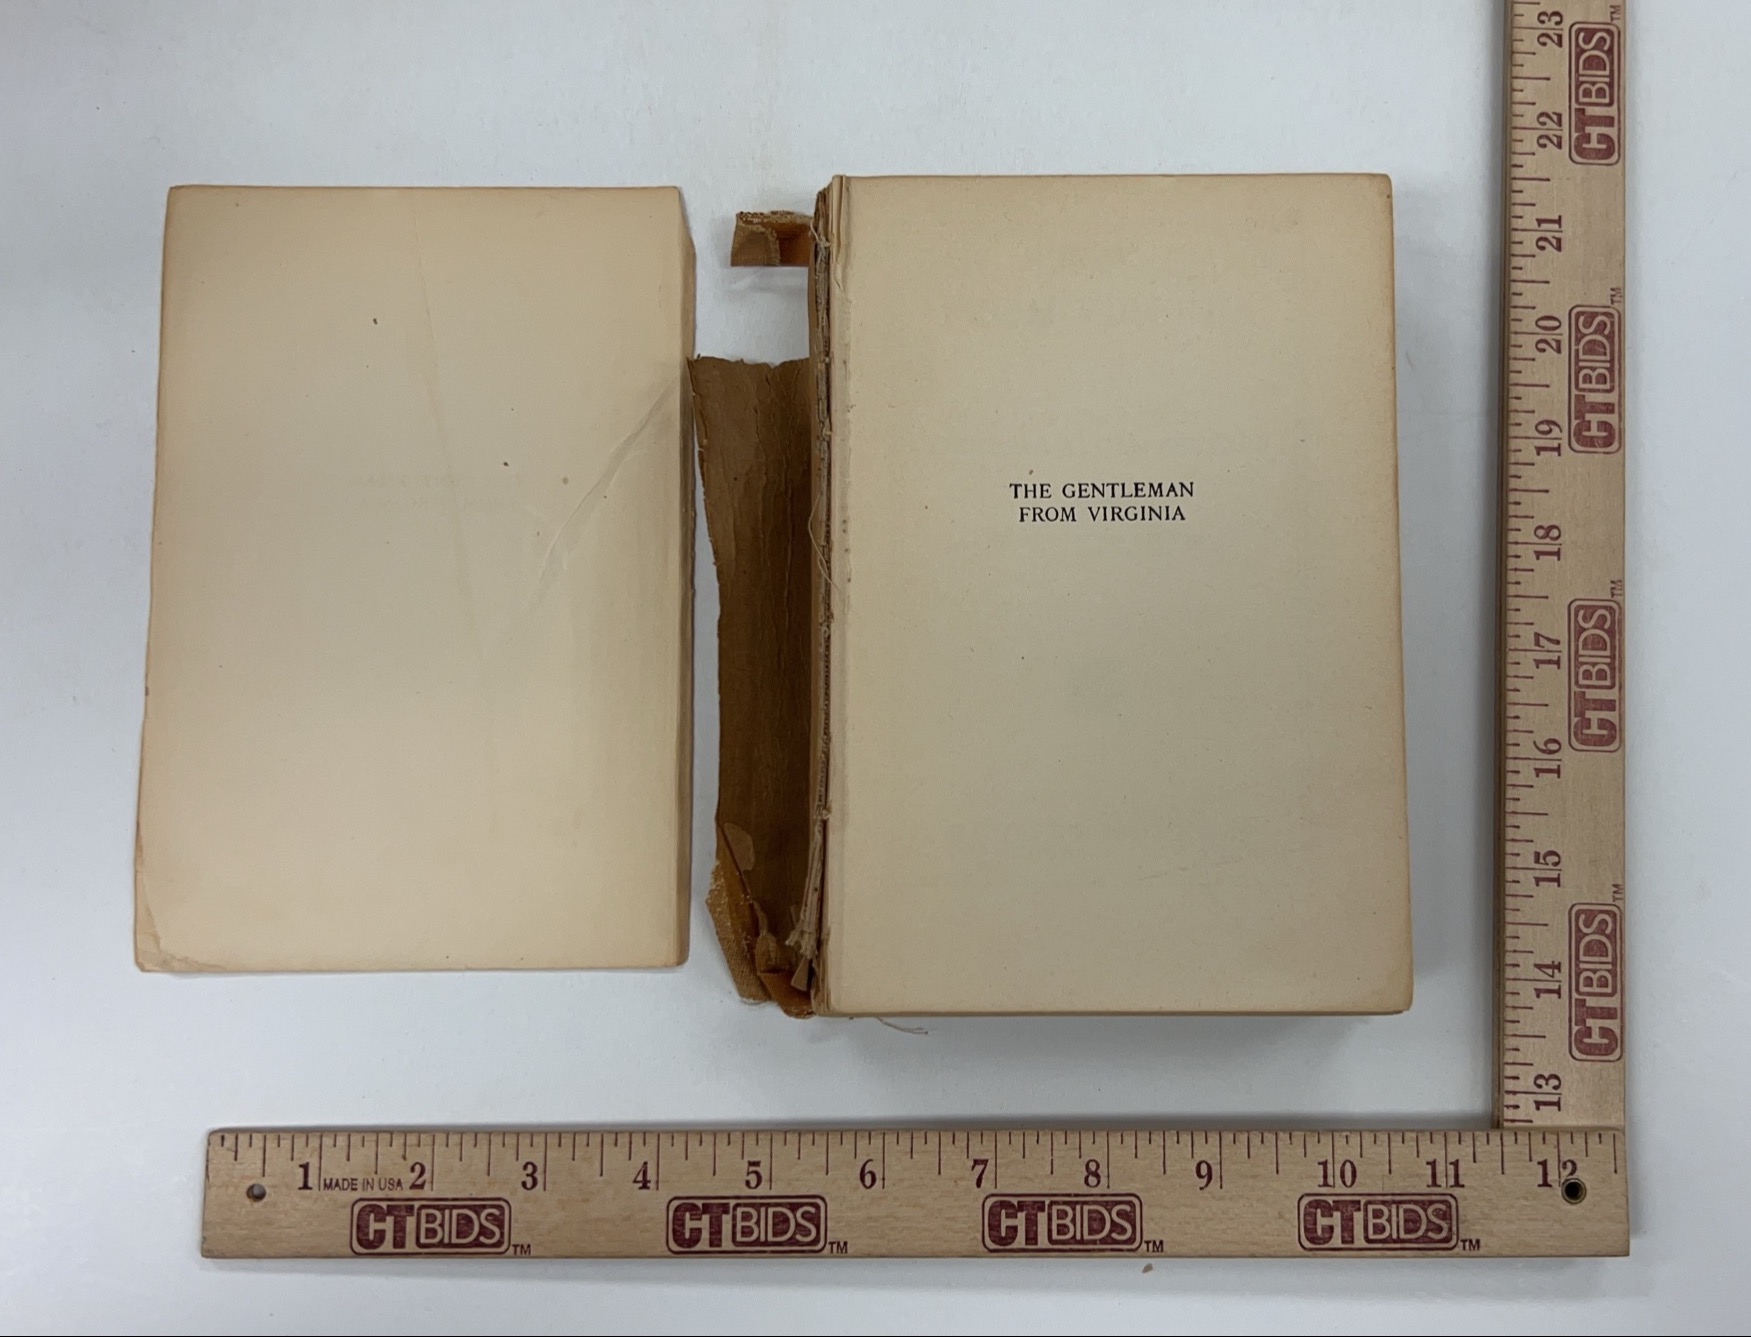 THE GENTLEMAN
FROM VIRGINIA
23
22
21
20
19
18
17
16
15
14
13
CTBIDS™
CTBIDS™
CTBIDS™
CTBIDS™
1 MADE IN USA 2 3 4 5 6 7 8 9 10 11 12
CTBIDS™ CTBIDS™ CTBIDS™ CTBIDS™